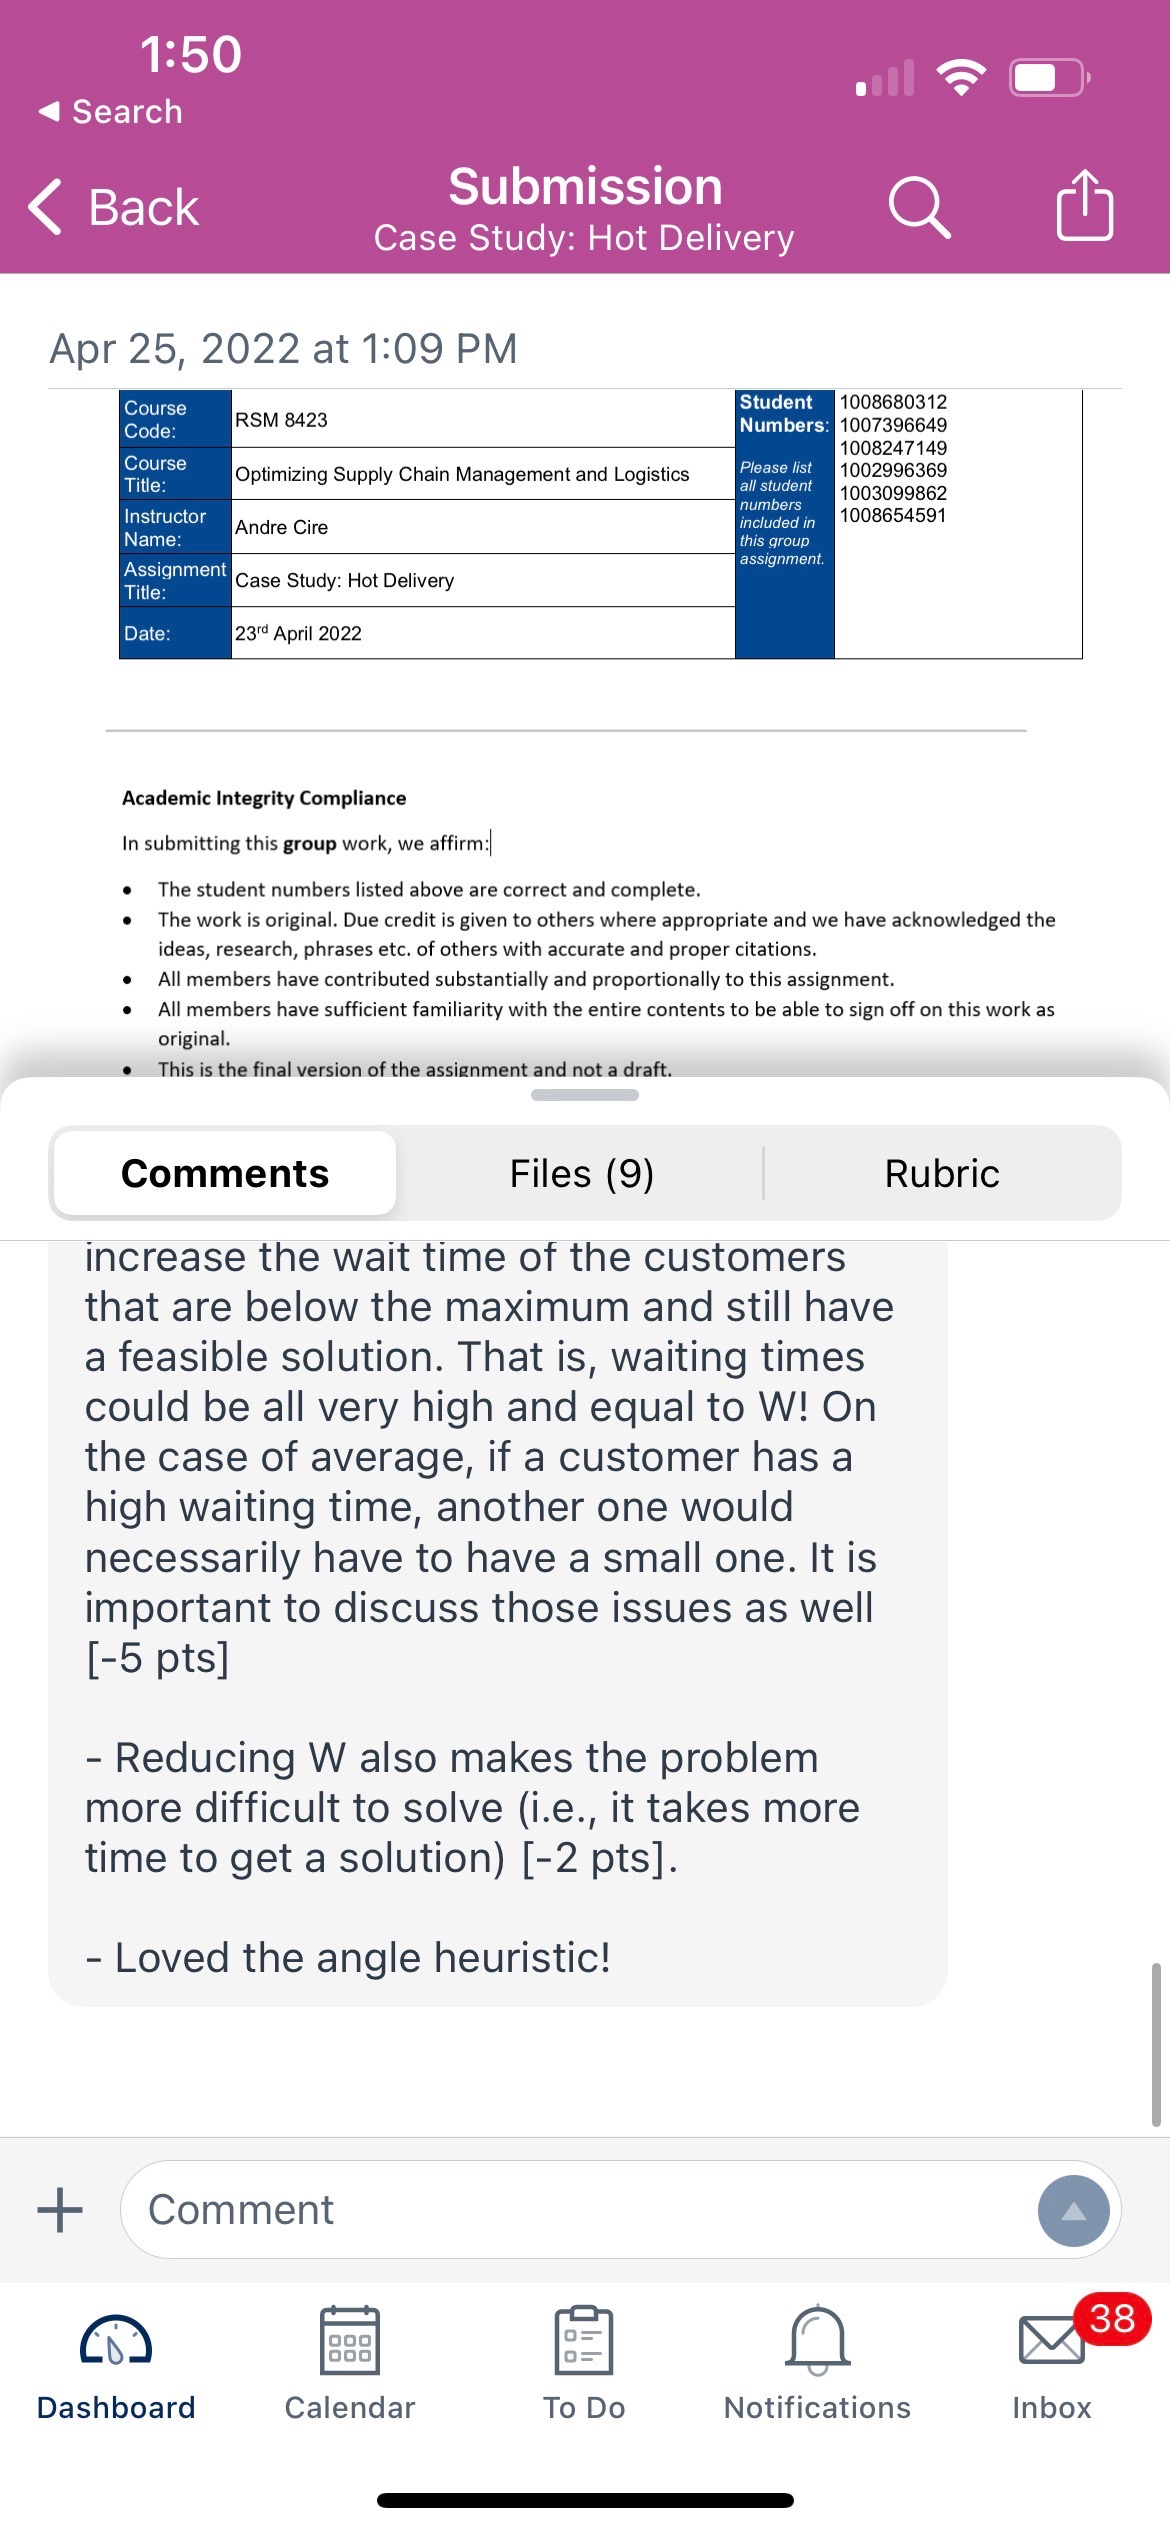 1:50
Search
Back
Submission
Case Study: Hot Delivery
Apr 25, 2022 at 1:09 PM
Course Code:
RSM 8423
Course Title:
Optimizing Supply Chain Management and Logistics
Instructor Name:
Andre Cire
Assignment Title:
Case Study: Hot Delivery
Date:
23rd April 2022
Student
Numbers:
Please list
all student
numbers
included in
this group
assignment.
1008680312
1007396649
1008247149
1002996369
1003099862
1008654591
Academic Integrity Compliance
In submitting this group work, we affirm:
• The student numbers listed above are correct and complete.
• The work is original. Due credit is given to others where appropriate and we have acknowledged the
ideas, research, phrases etc. of others with accurate and proper citations.
• All members have contributed substantially and proportionally to this assignment.
• All members have sufficient familiarity with the entire contents to be able to sign off on this work as
original.
• This is the final version of the assignment and not a draft.
Comments
Files (9)
Rubric
increase the wait time of the customers
that are below the maximum and still have
a feasible solution. That is, waiting times
could be all very high and equal to W! On
the case of average, if a customer has a
high waiting time, another one would
necessarily have to have a small one. It is
important to discuss those issues as well
[-5 pts]
- Reducing W also makes the problem
more difficult to solve (i.e., it takes more
time to get a solution) [-2 pts].
- Loved the angle heuristic!
Comment
38
Dashboard
Calendar
To Do
Notifications
Inbox